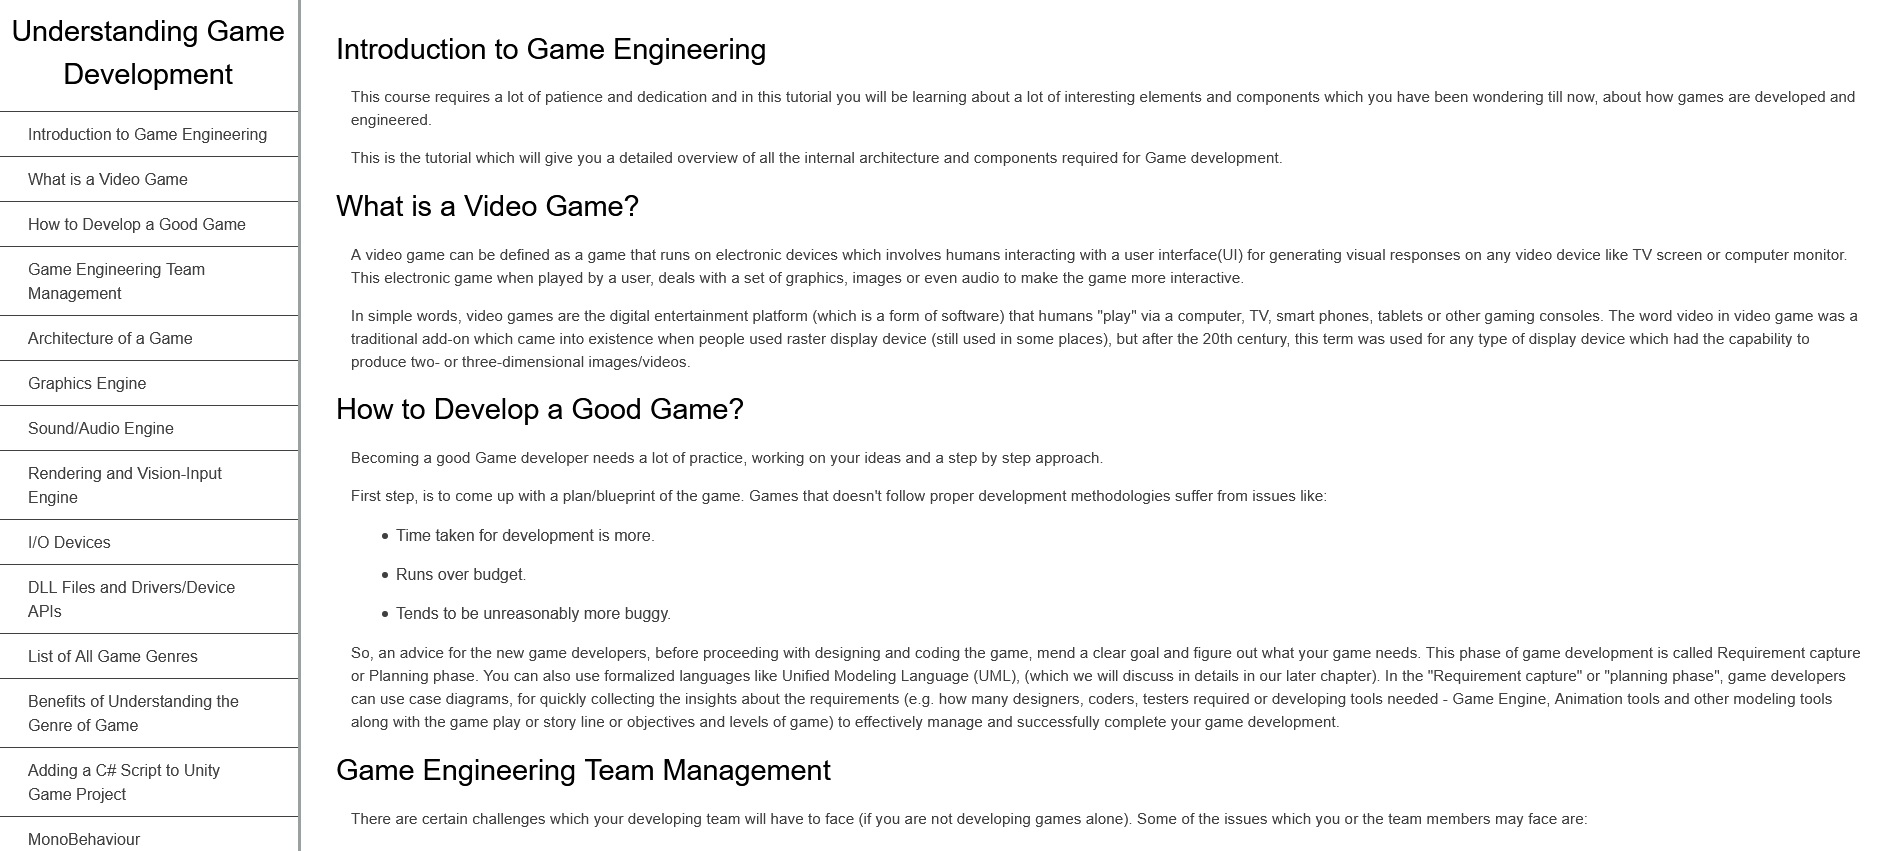 Understanding Game
Development
Introduction to Game Engineering
What is a Video Game
How to Develop a Good Game
Game Engineering Team
Management
Architecture of a Game
Graphics Engine
Sound/Audio Engine
Rendering and Vision-Input
Engine
I/O Devices
DLL Files and Drivers/Device
APIs
List of All Game Genres
Benefits of Understanding the
Genre of Game
Adding a C# Script to Unity
Game Project
MonoBehaviour
Introduction to Game Engineering
This course requires a lot of patience and dedication and in this tutorial you will be learning about a lot of interesting elements and components which you have been wondering till now, about how games are developed and
engineered.
This is the tutorial which will give you a detailed overview of all the internal architecture and components required for Game development.
What is a Video Game?
A video game can be defined as a game that runs on electronic devices which involves humans interacting with a user interface(UI) for generating visual responses on any video device like TV screen or computer monitor.
This electronic game when played by a user, deals with a set of graphics, images or even audio to make the game more interactive.
In simple words, video games are the digital entertainment platform (which is a form of software) that humans "play" via a computer, TV, smart phones, tablets or other gaming consoles. The word video in video game was a
traditional add-on which came into existence when people used raster display device (still used in some places), but after the 20th century, this term was used for any type of display device which had the capability to
produce two- or three-dimensional images/videos.
How to Develop a Good Game?
Becoming a good Game developer needs a lot of practice, working on your ideas and a step by step approach.
First step, is to come up with a plan/blueprint of the game. Games that doesn't follow proper development methodologies suffer from issues like:
• Time taken for development is more.
• Runs over budget.
• Tends to be unreasonably more buggy.
So, an advice for the new game developers, before proceeding with designing and coding the game, mend a clear goal and figure out what your game needs. This phase of game development is called Requirement capture
or Planning phase. You can also use formalized languages like Unified Modeling Language (UML), (which we will discuss in details in our later chapter). In the "Requirement capture" or "planning phase", game developers
can use case diagrams, for quickly collecting the insights about the requirements (e.g. how many designers, coders, testers required or developing tools needed - Game Engine, Animation tools and other modeling tools
along with the game play or story line or objectives and levels of game) to effectively manage and successfully complete your game development.
Game Engineering Team Management
There are certain challenges which your developing team will have to face (if you are not developing games alone). Some of the issues which you or the team members may face are: